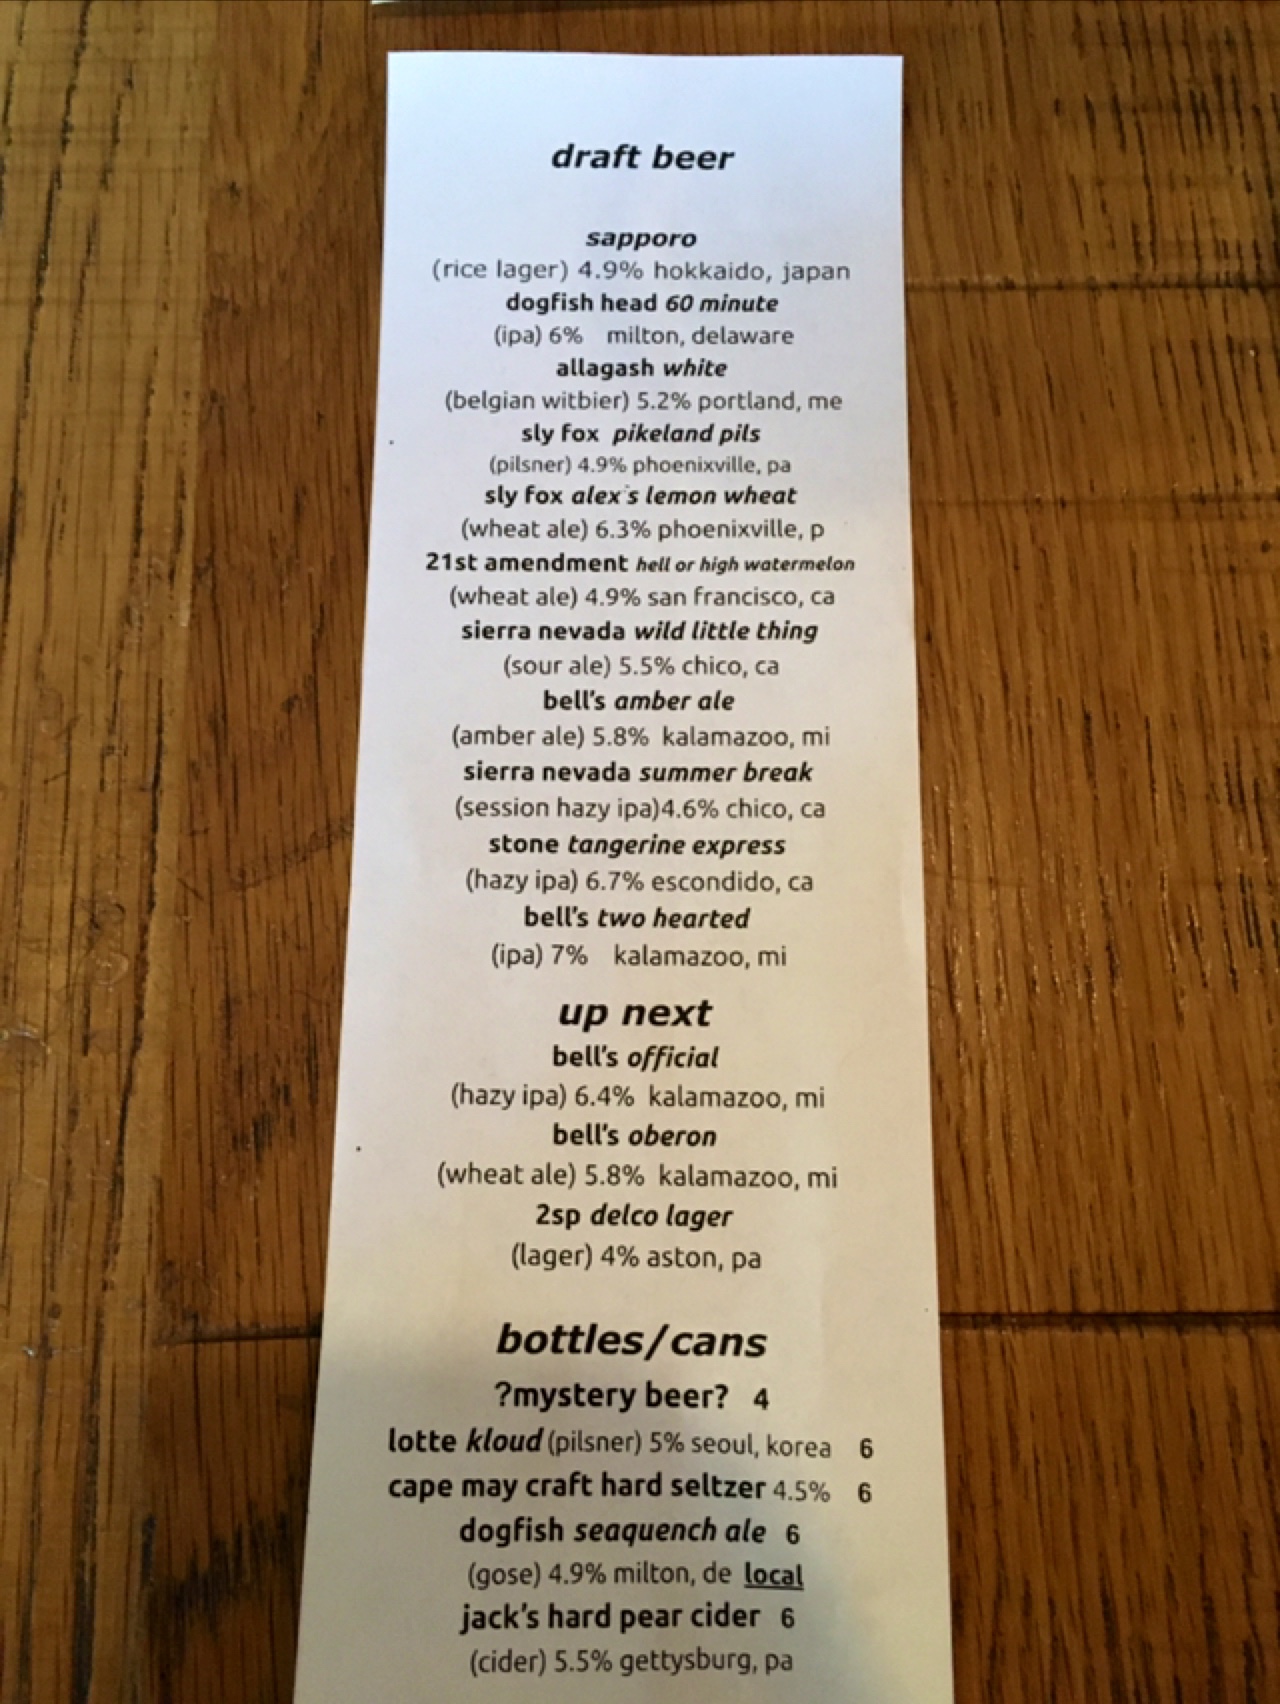 draft beer
sapporo
(rice lager) 4.9% hokkaido, japan
dogfish head 60 minute
(ipa) 6% milton, delaware
allagash white
(belgian witbier) 5.2% portland, me
sly fox pikeland pils
(pilsner) 4.9% phoenixville, pa
sly fox alex's lemon wheat
(wheat ale) 6.3% phoenixville, p
21st amendment hell or high watermelon
(wheat ale) 4.9% san francisco, ca
sierra nevada wild little thing
(sour ale) 5.5% chico, ca
bell's amber ale
(amber ale) 5.8% kalamazoo, mi
sierra nevada summer break
(session hazy ipa)4.6% chico, ca
stone tangerine express
(hazy ipa) 6.7% escondido, ca
bell's two hearted
(ipa) 7% kalamazoo, mi
up next
bell's official
(hazy ipa) 6.4% kalamazoo, mi
bell's oberon
(wheat ale) 5.8% kalamazoo, mi
2sp delco lager
(lager) 4% aston, pa
bottles/cans
?mystery beer? 4
lotte kloud (pilsner) 5% seoul, korea 6
cape may craft hard seltzer 4.5% 6
dogfish seaquench ale 6
(gose) 4.9% milton, de local
jack's hard pear cider 6
(cider) 5.5% gettysburg, pa